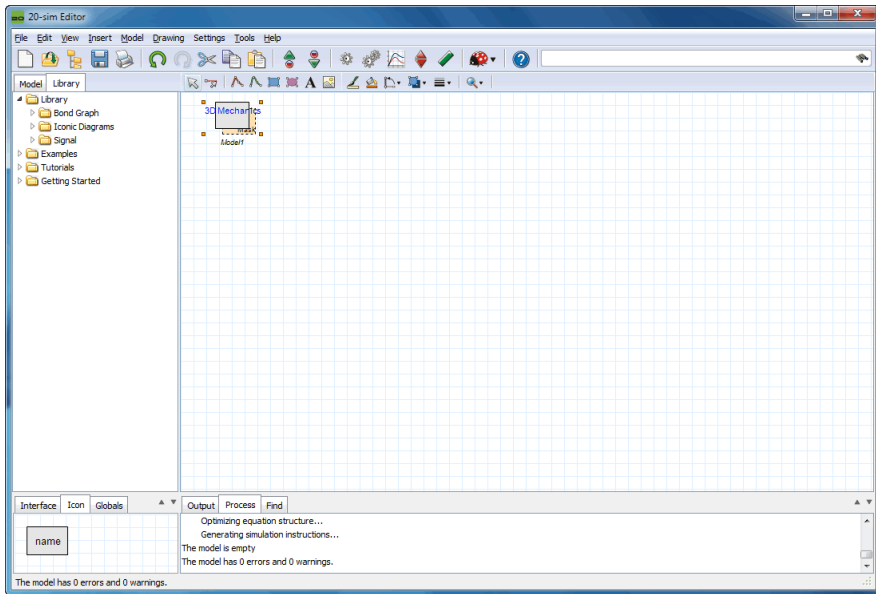 20-sim Editor
File Edit View Insert Model Drawing Settings Tools Help
Model Library
Library
Bond Graph
Iconic Diagrams
Signal
Examples
Tutorials
Getting Started
3D Mechanics
Mask
Model1
Interface Icon Globals
name
Output Process Find
Optimizing equation structure...
Generating simulation instructions...
The model is empty
The model has 0 errors and 0 warnings.
The model has 0 errors and 0 warnings.